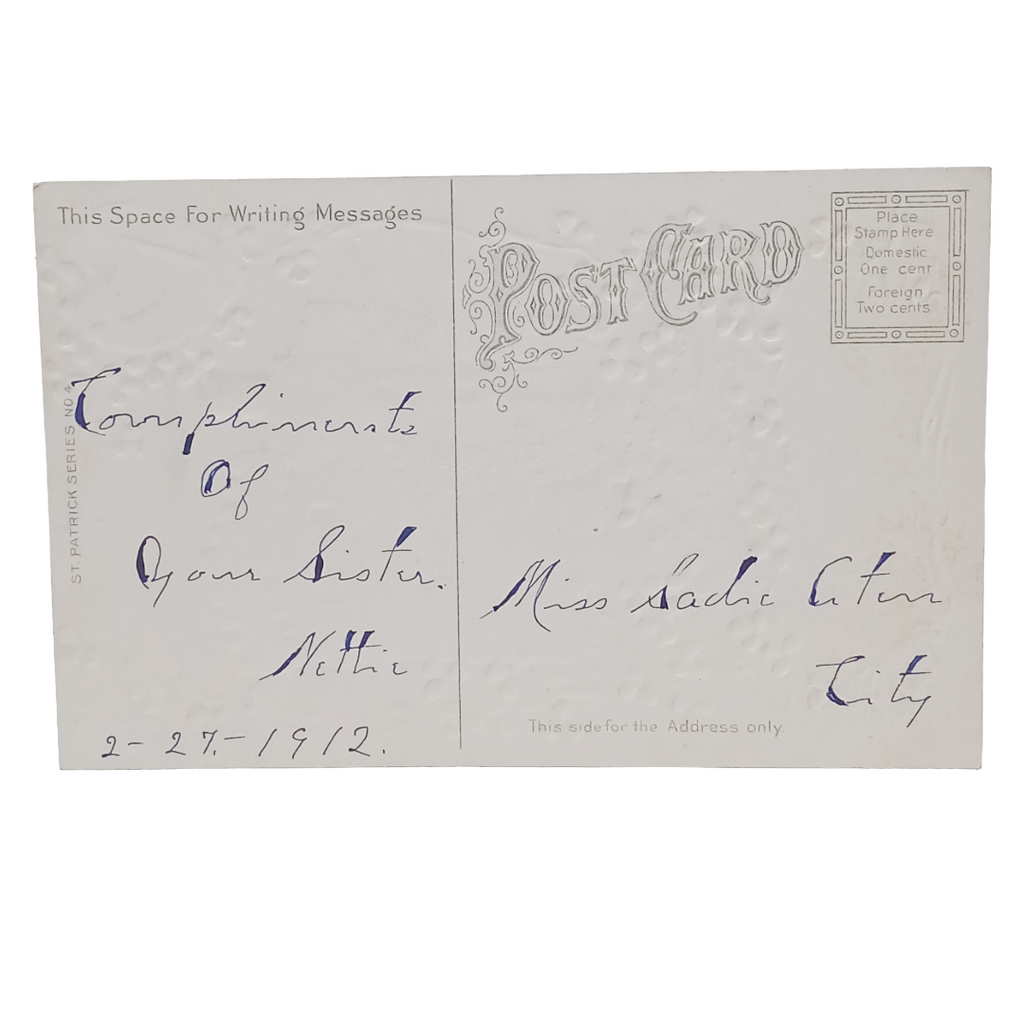 This Space For Writing Messages
ST. PATRICK SERIES NO 4
Compliments
Of
Your Sister.
Nettie
2-27.-1912.
POST CARD
Place
Stamp Here
Domestic
One cent
Foreign
Two cents
Miss Sadie
City
This side for the Address only.